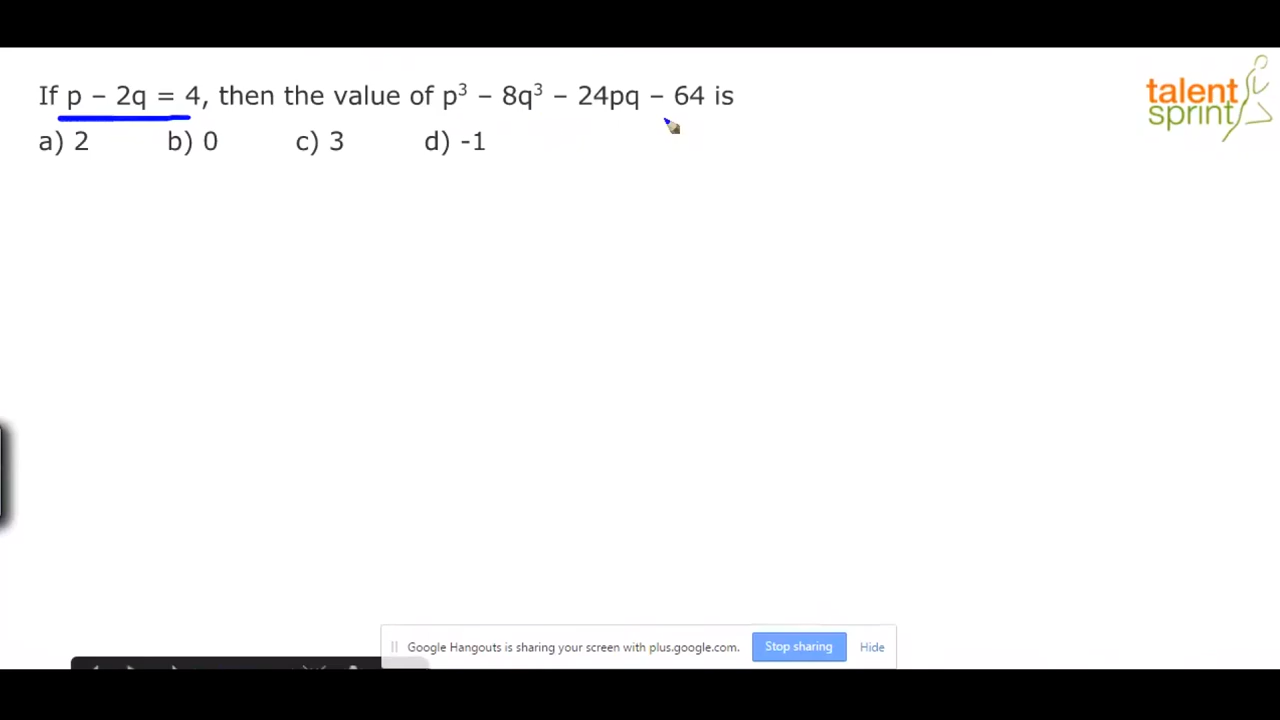 If p − 2q = 4, then the value of p³ − 8q³ − 24pq − 64 is
a) 2 b) 0 c) 3 d) -1
talent
sprint
Google Hangouts is sharing your screen with plus.google.com. Stop sharing Hide